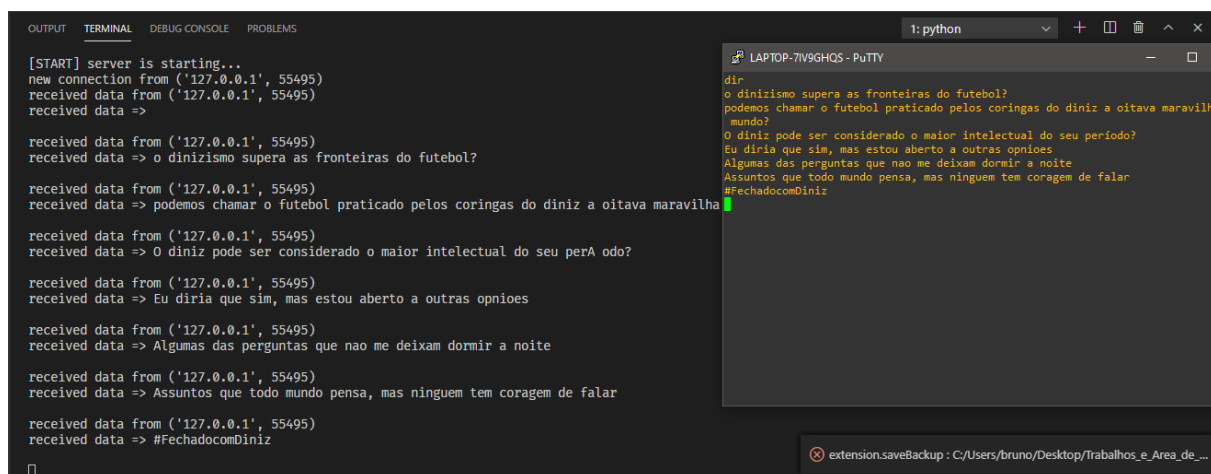 OUTPUT TERMINAL DEBUG CONSOLE PROBLEMS 1: python
[START] server is starting...
new connection from ('127.0.0.1', 55495)
received data from ('127.0.0.1', 55495)
received data =>
received data from ('127.0.0.1', 55495)
received data => o dinizismo supera as fronteiras do futebol?
received data from ('127.0.0.1', 55495)
received data => podemos chamar o futebol praticado pelos coringas do diniz a oitava maravilha
received data from ('127.0.0.1', 55495)
received data => O diniz pode ser considerado o maior intelectual do seu perA odo?
received data from ('127.0.0.1', 55495)
received data => Eu diria que sim, mas estou aberto a outras opnioes
received data from ('127.0.0.1', 55495)
received data => Algumas das perguntas que nao me deixam dormir a noite
received data from ('127.0.0.1', 55495)
received data => Assuntos que todo mundo pensa, mas ninguem tem coragem de falar
received data from ('127.0.0.1', 55495)
received data => #FechadocomDiniz
LAPTOP-7IV9GHQS - PuTTY
dir
o dinizismo supera as fronteiras do futebol?
podemos chamar o futebol praticado pelos coringas do diniz a oitava maravilh
mundo?
O diniz pode ser considerado o maior intelectual do seu período?
Eu diria que sim, mas estou aberto a outras opnioes
Algumas das perguntas que nao me deixam dormir a noite
Assuntos que todo mundo pensa, mas ninguem tem coragem de falar
#FechadocomDiniz
extension.saveBackup : C:/Users/bruno/Desktop/Trabalhos_e_Area_de_...